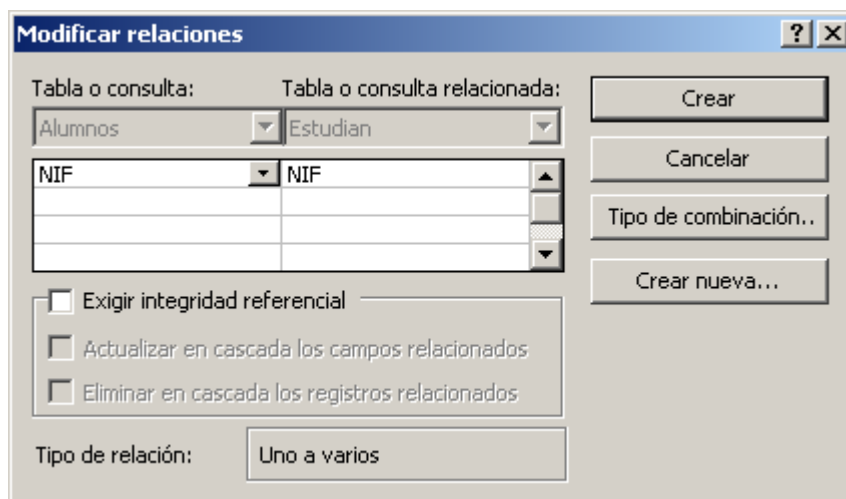 Modificar relaciones
Tabla o consulta: Tabla o consulta relacionada:
Alumnos Estudian
NIF NIF
Exigir integridad referencial
Actualizar en cascada los campos relacionados
Eliminar en cascada los registros relacionados
Tipo de relación: Uno a varios
Crear
Cancelar
Tipo de combinación..
Crear nueva...